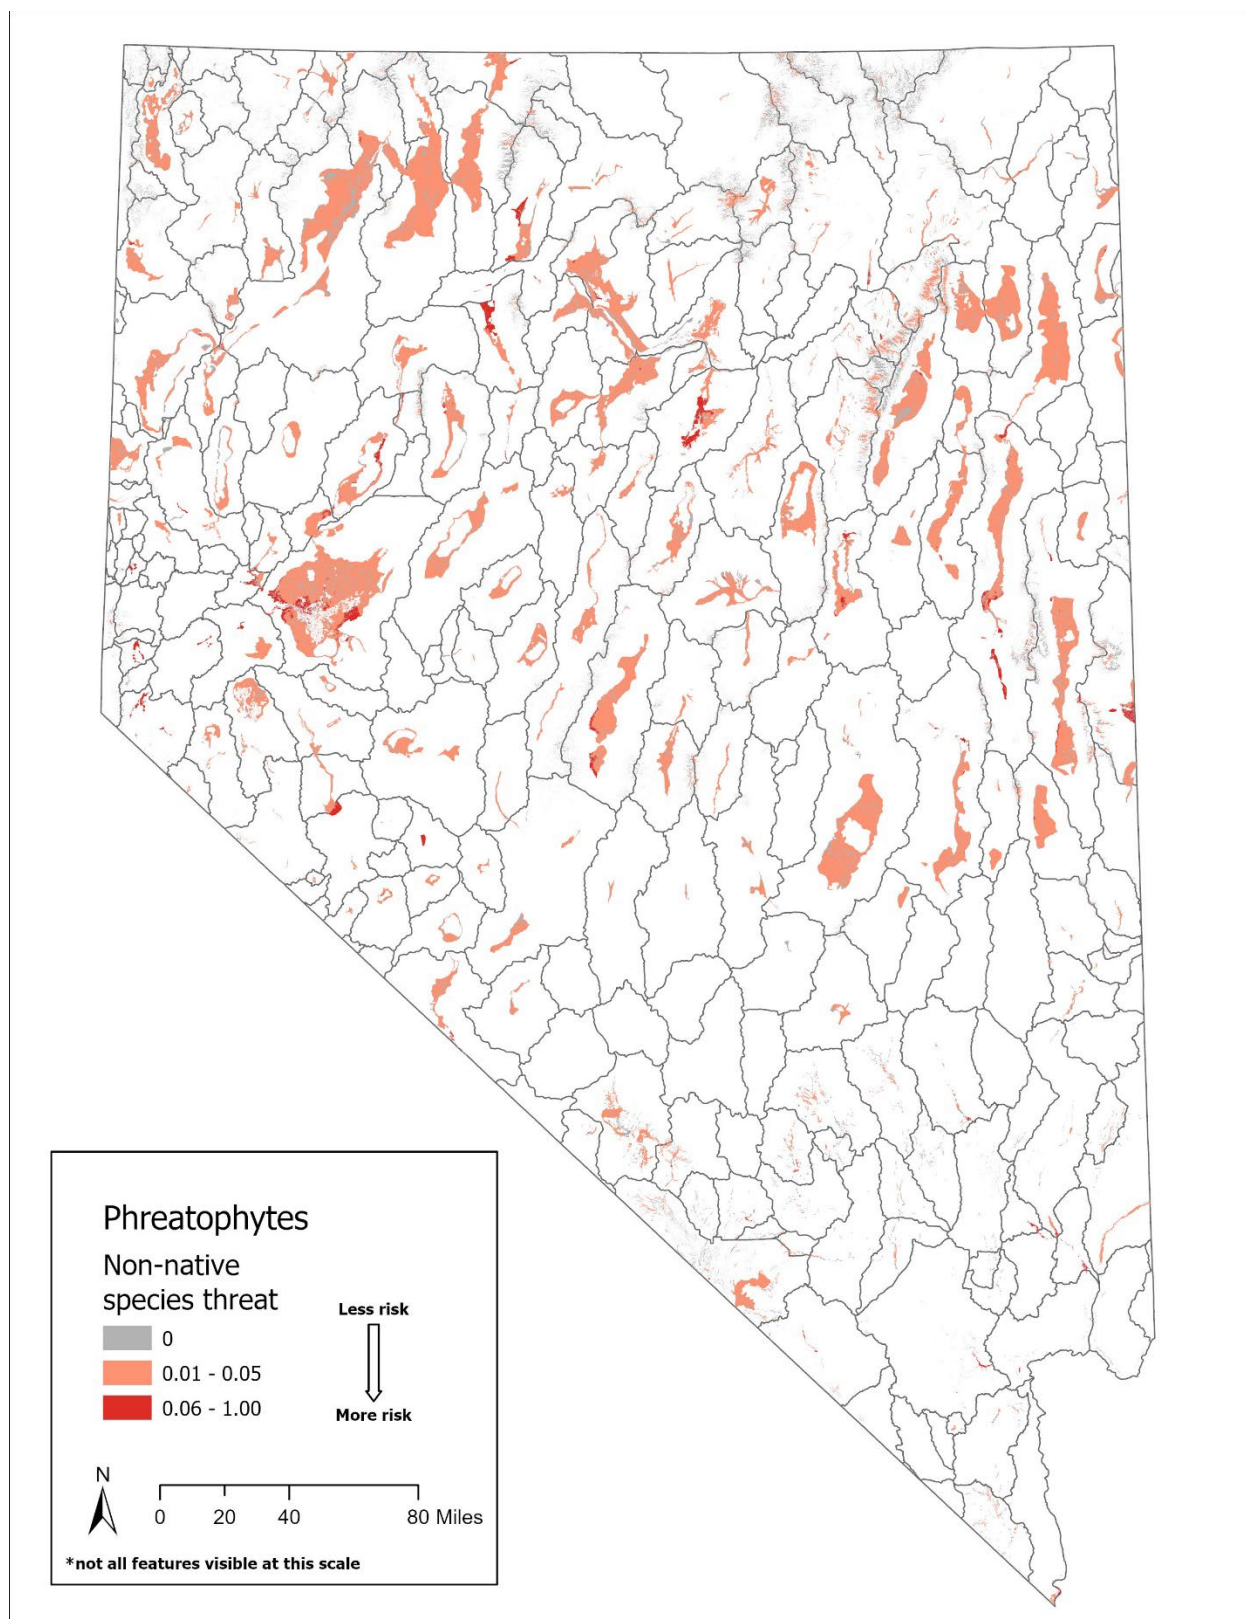 Phreatophytes
Non-native
species threat
0
0.01 - 0.05
0.06 - 1.00
Less risk
More risk
N
0 20 40 80 Miles
*not all features visible at this scale